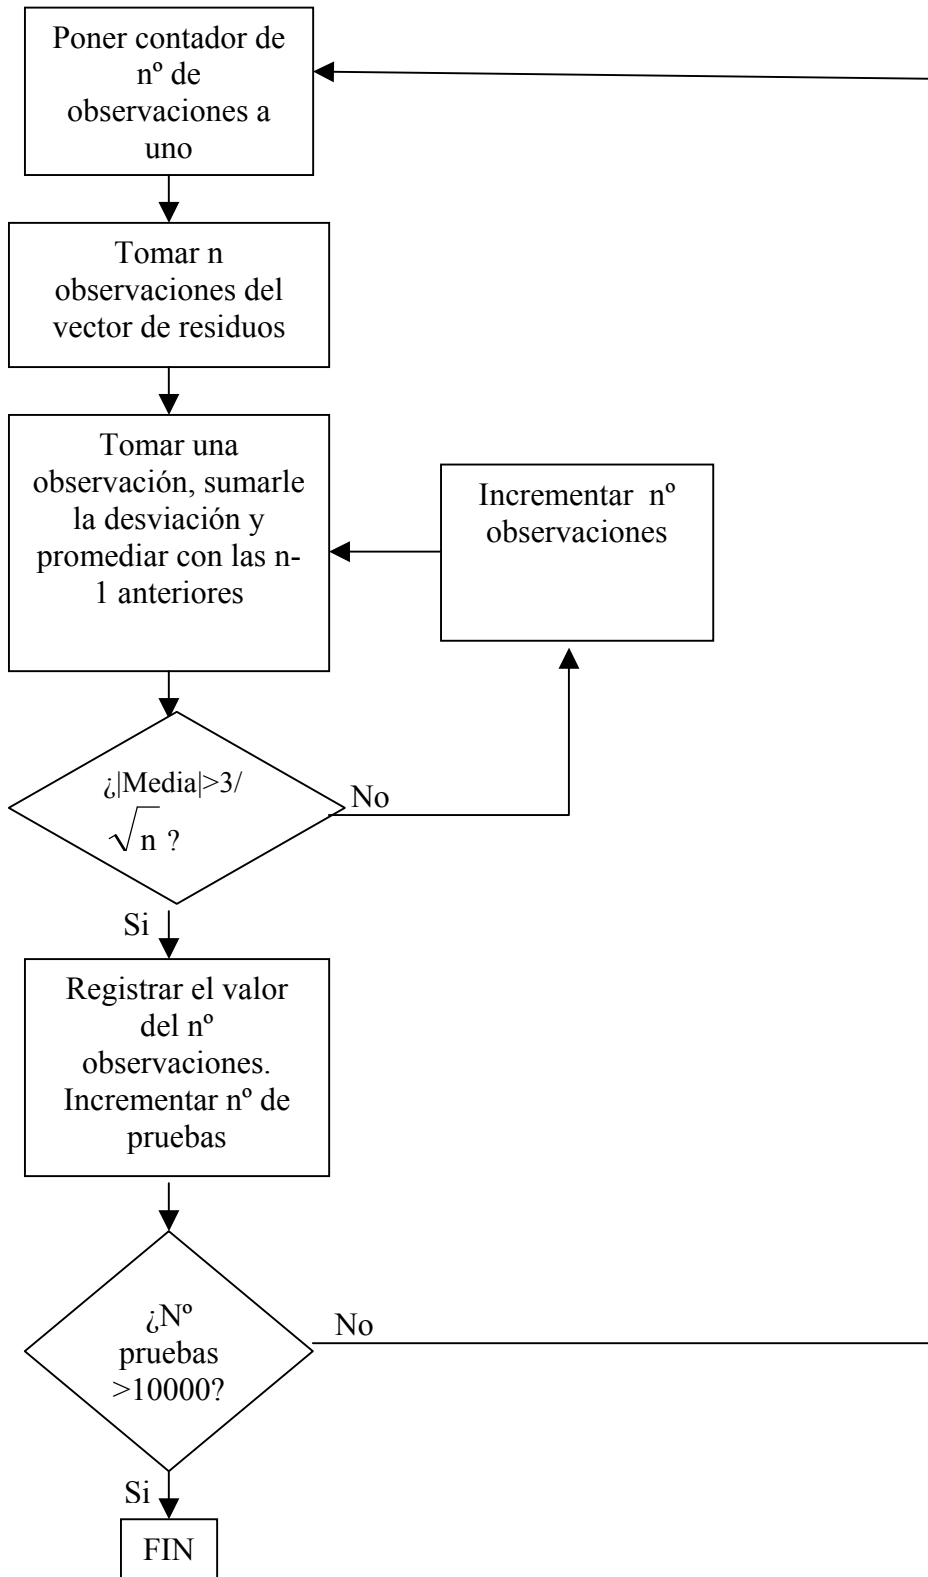 Poner contador de
nº de
observaciones a
uno
Tomar n
observaciones del
vector de residuos
Tomar una
observación, sumarle
la desviación y
promediar con las n-
1 anteriores
Incrementar nº
observaciones
¿|Media|>3/
√n ?
No
Si
Registrar el valor
del nº
observaciones.
Incrementar nº de
pruebas
¿Nº
pruebas
>10000?
No
Si
FIN